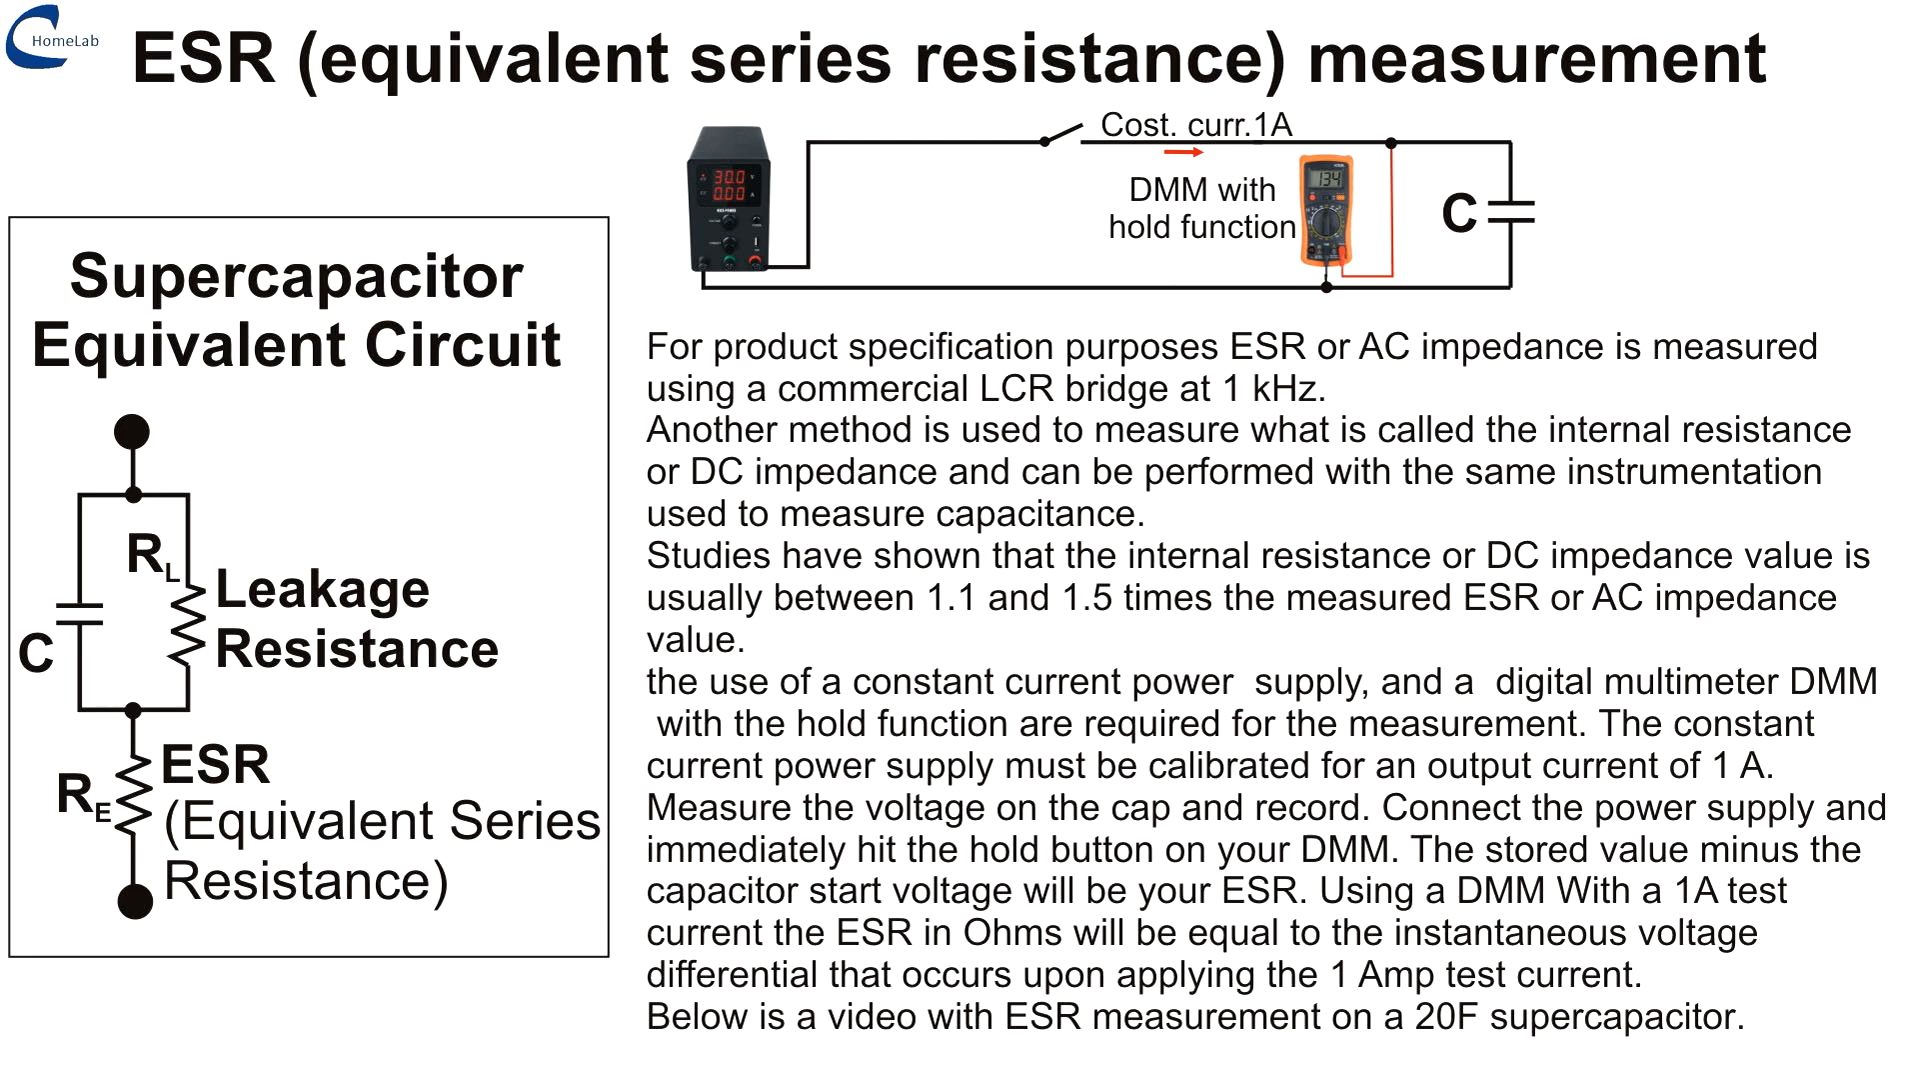 HomeLab
ESR (equivalent series resistance) measurement
Cost. curr.1A
DMM with
hold function
C
30.0
0.00
134
Supercapacitor
Equivalent Circuit
RL
Leakage
Resistance
C
RE
ESR
(Equivalent Series
Resistance)
For product specification purposes ESR or AC impedance is measured
using a commercial LCR bridge at 1 kHz.
Another method is used to measure what is called the internal resistance
or DC impedance and can be performed with the same instrumentation
used to measure capacitance.
Studies have shown that the internal resistance or DC impedance value is
usually between 1.1 and 1.5 times the measured ESR or AC impedance
value.
the use of a constant current power  supply, and a  digital multimeter DMM
with the hold function are required for the measurement. The constant
current power supply must be calibrated for an output current of 1 A.
Measure the voltage on the cap and record. Connect the power supply and
immediately hit the hold button on your DMM. The stored value minus the
capacitor start voltage will be your ESR. Using a DMM With a 1A test
current the ESR in Ohms will be equal to the instantaneous voltage
differential that occurs upon applying the 1 Amp test current.
Below is a video with ESR measurement on a 20F supercapacitor.